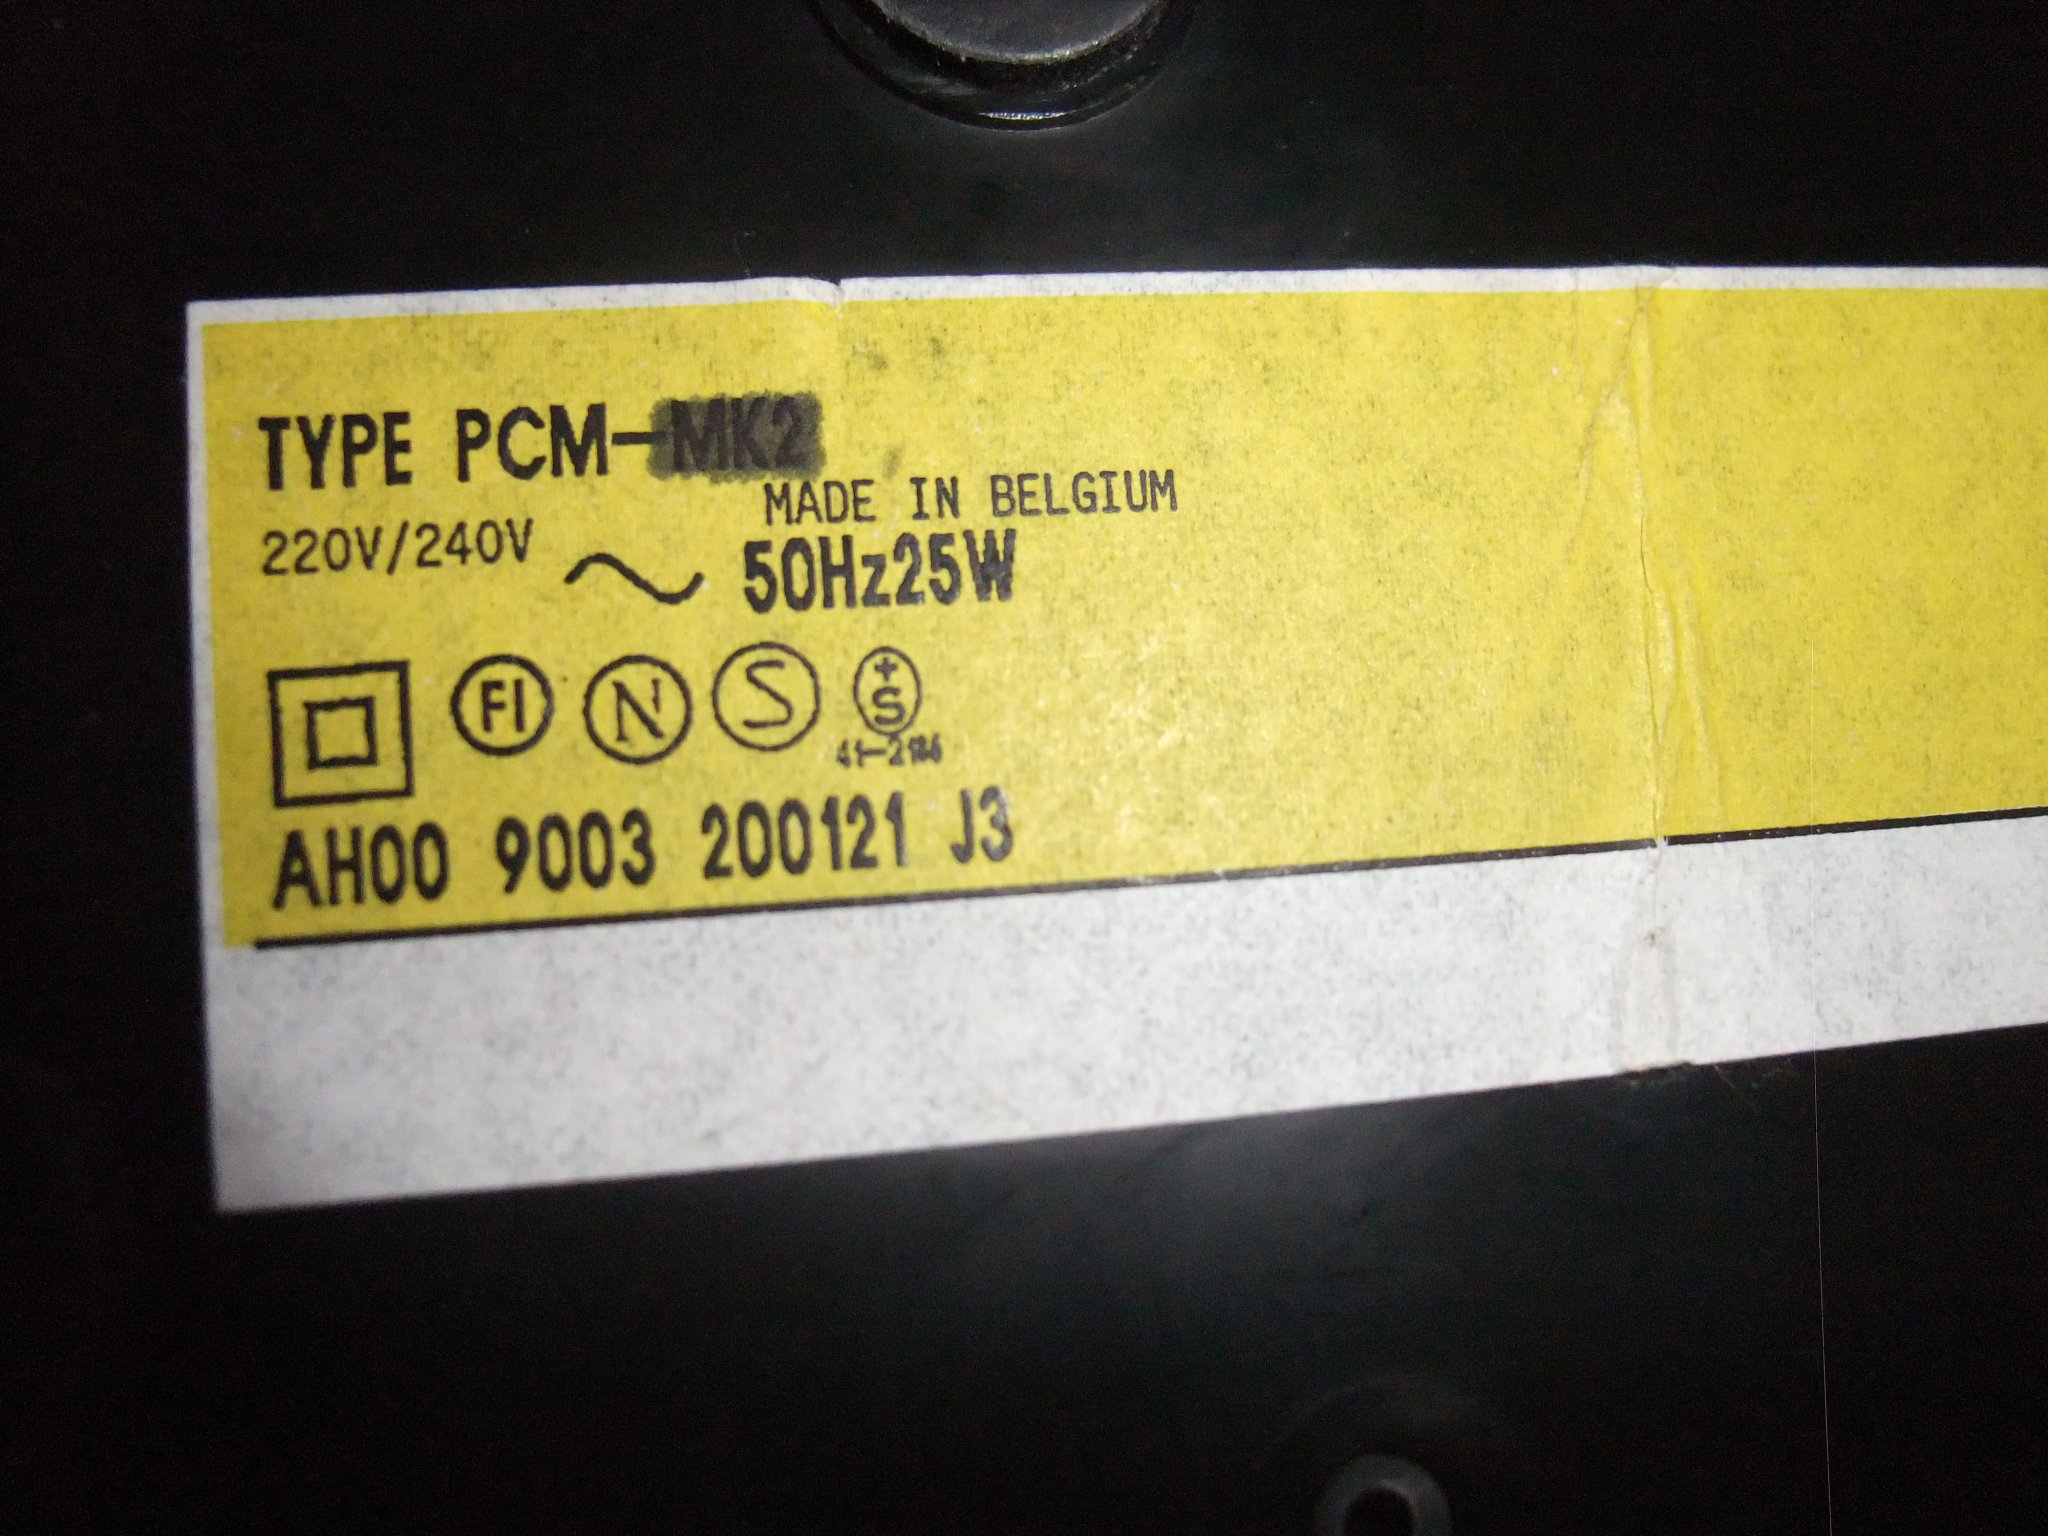 TYPE PCM-MK2
MADE IN BELGIUM
220V/240V ~ 50Hz25W
FI N S +S
AH00 9003 200121 J3